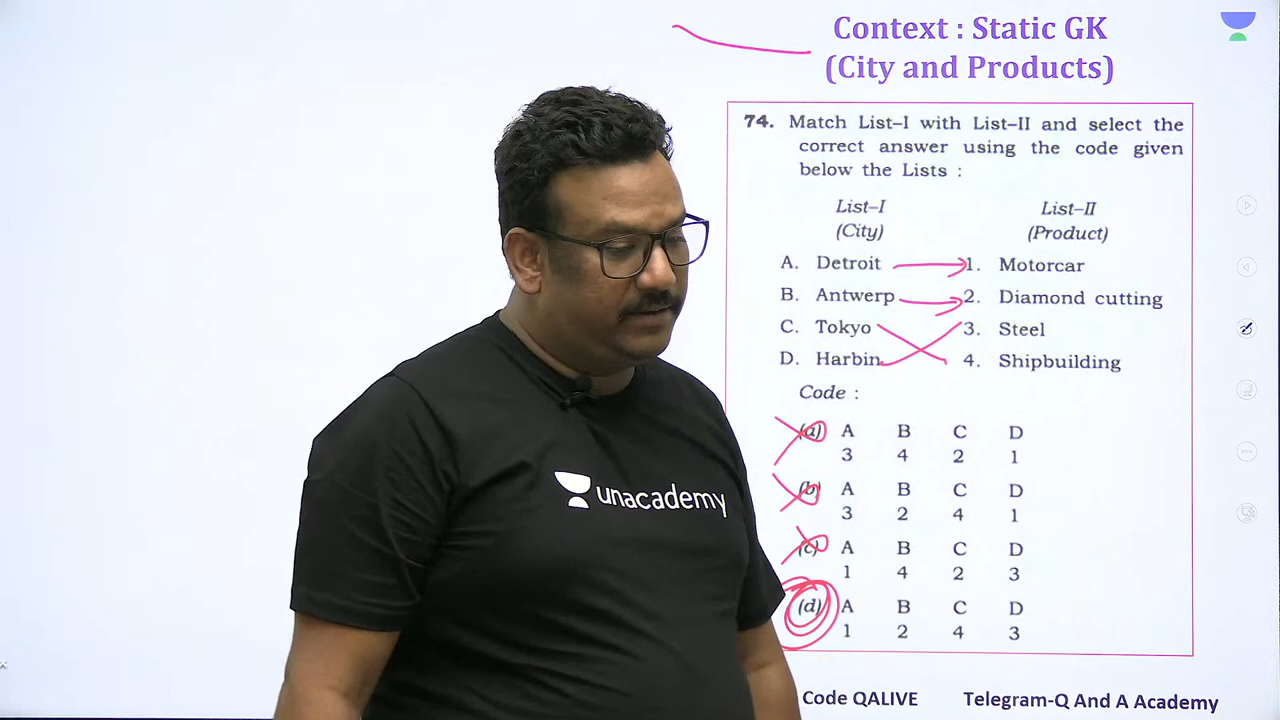 Context : Static GK
(City and Products)
74. Match List–I with List–II and select the
correct answer using the code given
below the Lists :
List–I List–II
(City) (Product)
A. Detroit 1. Motorcar
B. Antwerp 2. Diamond cutting
C. Tokyo 3. Steel
D. Harbin 4. Shipbuilding
Code :
(a) A B C D
3 4 2 1
(b) A B C D
3 2 4 1
(c) A B C D
1 4 2 3
(d) A B C D
1 2 4 3
unacademy
Code QALIVE Telegram-Q And A Academy